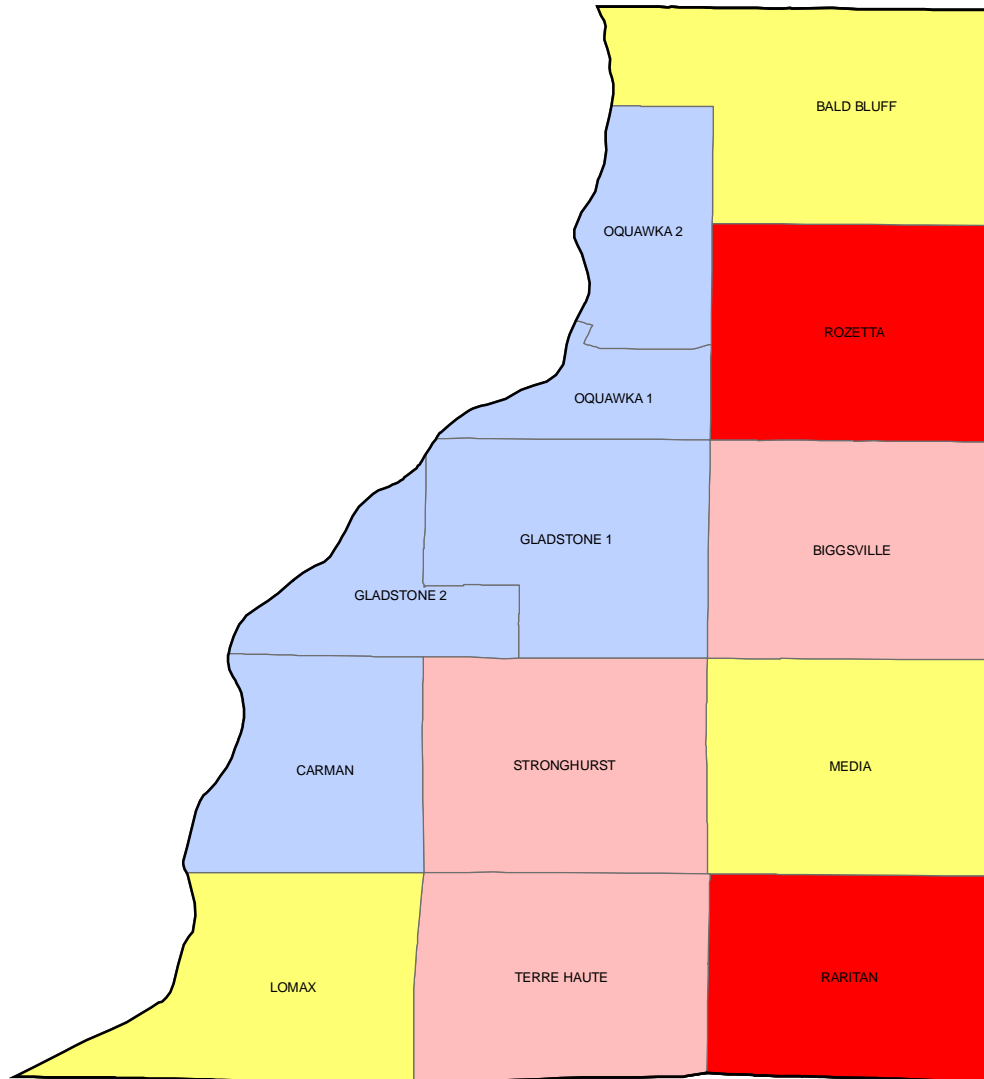 BALD BLUFF
OQUAWKA 2
ROZETTA
OQUAWKA 1
GLADSTONE 1
BIGGSVILLE
GLADSTONE 2
CARMAN
STRONGHURST
MEDIA
LOMAX
TERRE HAUTE
RARITAN